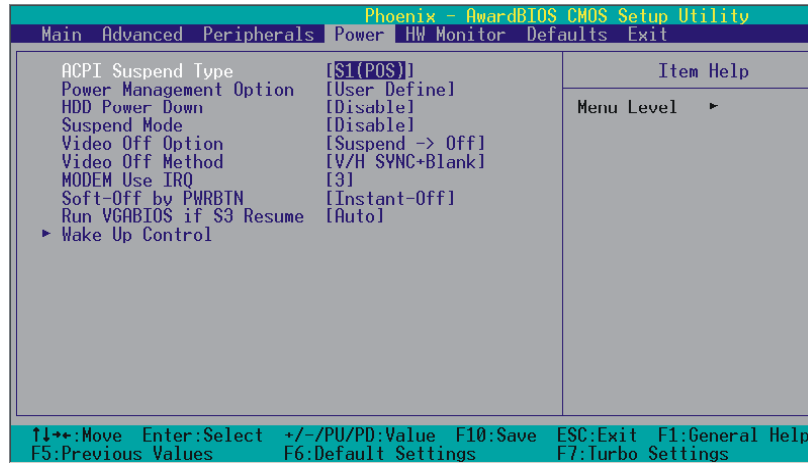 Phoenix - AwardBIOS CMOS Setup Utility
Main Advanced Peripherals Power HW Monitor Defaults Exit
ACPI Suspend Type [S1(POS)]
Power Management Option [User Define]
HDD Power Down [Disable]
Suspend Mode [Disable]
Video Off Option [Suspend -> Off]
Video Off Method [V/H SYNC+Blank]
MODEM Use IRQ [3]
Soft-Off by PWRBTN [Instant-Off]
Run VGABIOS if S3 Resume [Auto]
► Wake Up Control
Item Help
Menu Level ►
↑↓→←:Move Enter:Select +/-/PU/PD:Value F10:Save ESC:Exit F1:General Help
F5:Previous Values F6:Default Settings F7:Turbo Settings